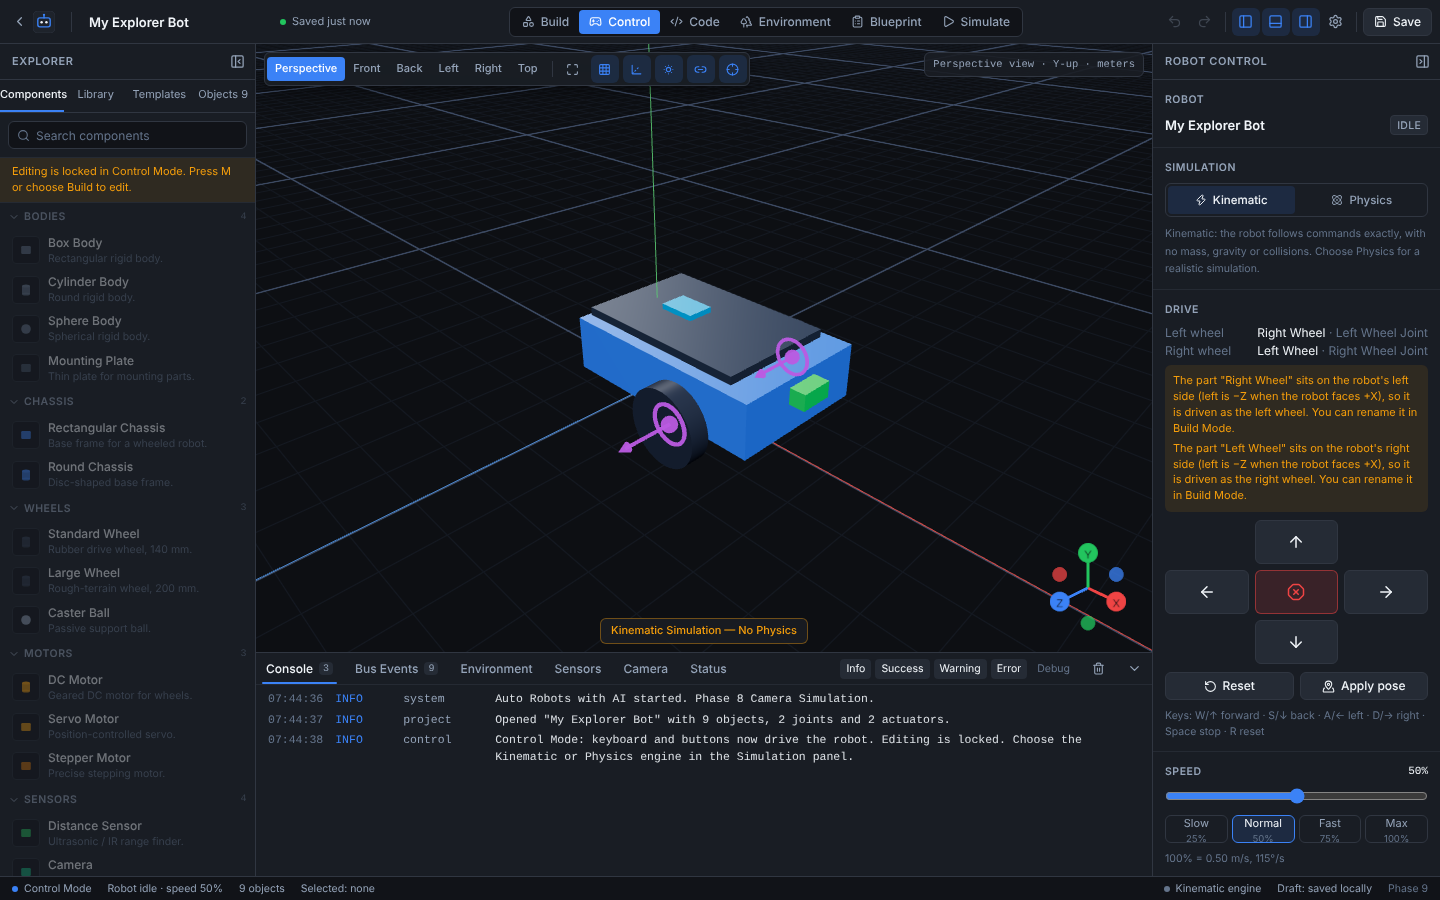 My Explorer Bot
Saved just now
Build
Control
Code
Environment
Blueprint
Simulate
Save
EXPLORER
Components
Library
Templates
Objects 9
Search components
Editing is locked in Control Mode. Press M
or choose Build to edit.
BODIES 4
Box Body
Rectangular rigid body.
Cylinder Body
Round rigid body.
Sphere Body
Spherical rigid body.
Mounting Plate
Thin plate for mounting parts.
CHASSIS 2
Rectangular Chassis
Base frame for a wheeled robot.
Round Chassis
Disc-shaped base frame.
WHEELS 3
Standard Wheel
Rubber drive wheel, 140 mm.
Large Wheel
Rough-terrain wheel, 200 mm.
Caster Ball
Passive support ball.
MOTORS 3
DC Motor
Geared DC motor for wheels.
Servo Motor
Position-controlled servo.
Stepper Motor
Precise stepping motor.
SENSORS 4
Distance Sensor
Ultrasonic / IR range finder.
Camera
Perspective
Front
Back
Left
Right
Top
Perspective view · Y-up · meters
Y
Z
X
Kinematic Simulation — No Physics
Console 3
Bus Events 9
Environment
Sensors
Camera
Status
Info
Success
Warning
Error
Debug
07:44:36 INFO system Auto Robots with AI started. Phase 8 Camera Simulation.
07:44:37 INFO project Opened "My Explorer Bot" with 9 objects, 2 joints and 2 actuators.
07:44:38 INFO control Control Mode: keyboard and buttons now drive the robot. Editing is locked. Choose the
Kinematic or Physics engine in the Simulation panel.
ROBOT CONTROL
ROBOT
My Explorer Bot
IDLE
SIMULATION
Kinematic
Physics
Kinematic: the robot follows commands exactly, with
no mass, gravity or collisions. Choose Physics for a
realistic simulation.
DRIVE
Left wheel Right Wheel · Left Wheel Joint
Right wheel Left Wheel · Right Wheel Joint
The part "Right Wheel" sits on the robot's left
side (left is −Z when the robot faces +X), so it
is driven as the left wheel. You can rename it in
Build Mode.
The part "Left Wheel" sits on the robot's right
side (left is −Z when the robot faces +X), so it
is driven as the right wheel. You can rename it
in Build Mode.
Reset
Apply pose
Keys: W/↑ forward · S/↓ back · A/← left · D/→ right ·
Space stop · R reset
SPEED 50%
Slow
25%
Normal
50%
Fast
75%
Max
100%
100% = 0.50 m/s, 115°/s
Control Mode
Robot idle · speed 50%
9 objects
Selected: none
Kinematic engine
Draft: saved locally
Phase 9